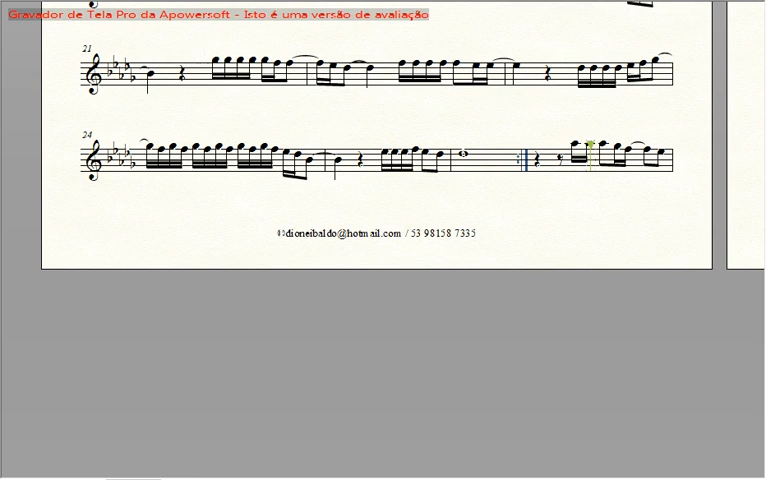 Gravador de Tela Pro da Apowersoft - Isto é uma versão de avaliação
21
24
©dioneibaldo@hotmail.com / 53 98158 7335